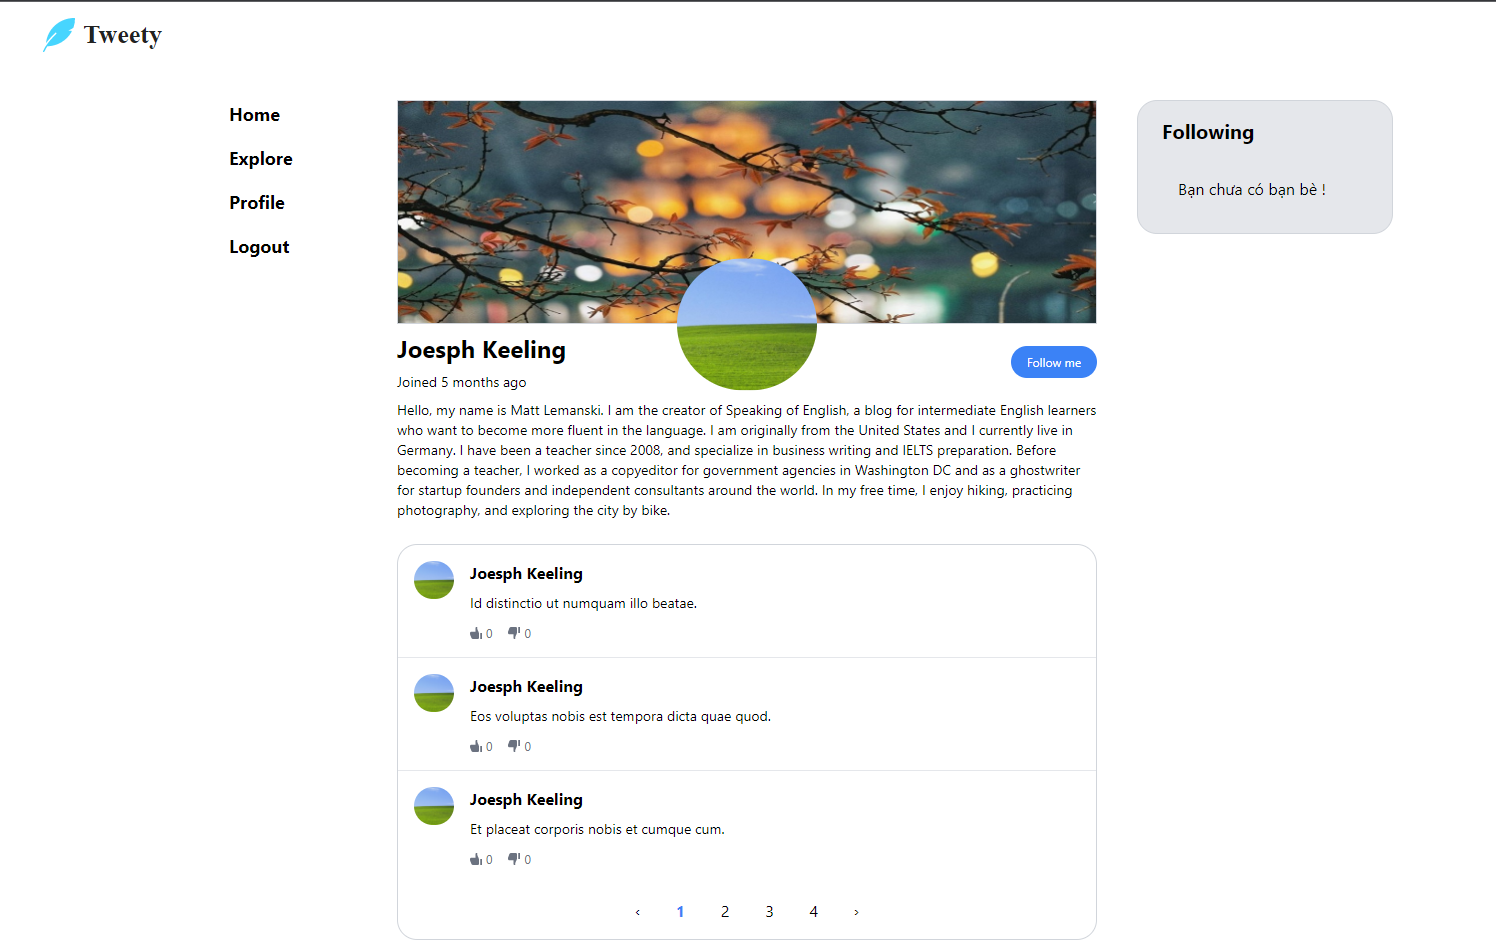 Tweety
Home
Explore
Profile
Logout
Joesph Keeling
Joined 5 months ago
Follow me
Hello, my name is Matt Lemanski. I am the creator of Speaking of English, a blog for intermediate English learners
who want to become more fluent in the language. I am originally from the United States and I currently live in
Germany. I have been a teacher since 2008, and specialize in business writing and IELTS preparation. Before
becoming a teacher, I worked as a copyeditor for government agencies in Washington DC and as a ghostwriter
for startup founders and independent consultants around the world. In my free time, I enjoy hiking, practicing
photography, and exploring the city by bike.
Joesph Keeling
Id distinctio ut numquam illo beatae.
0 0
Joesph Keeling
Eos voluptas nobis est tempora dicta quae quod.
0 0
Joesph Keeling
Et placeat corporis nobis et cumque cum.
0 0
‹ 1 2 3 4 ›
Following
Bạn chưa có bạn bè !